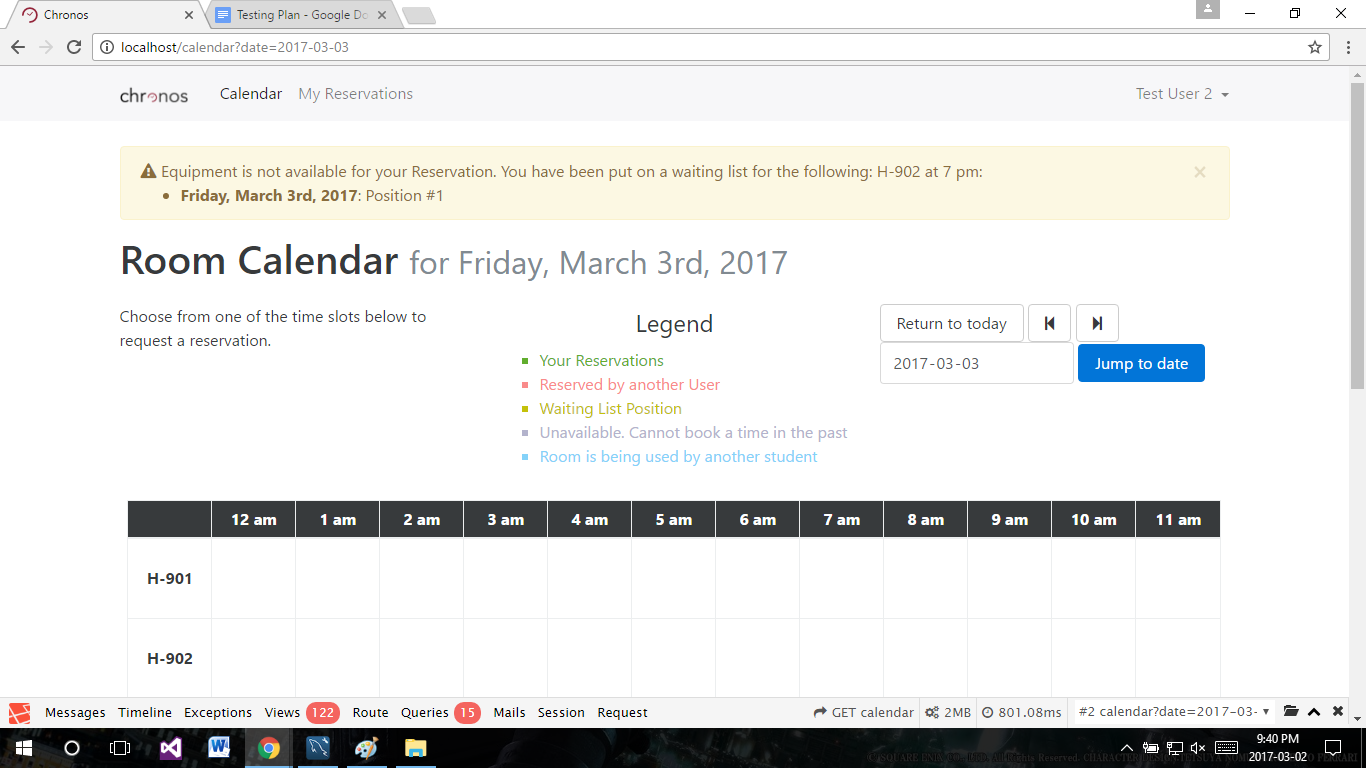 Chronos
Testing Plan - Google Do
localhost/calendar?date=2017-03-03
chronos
Calendar
My Reservations
Test User 2
Equipment is not available for your Reservation. You have been put on a waiting list for the following: H-902 at 7 pm:
Friday, March 3rd, 2017: Position #1
×
Room Calendar for Friday, March 3rd, 2017
Choose from one of the time slots below to
request a reservation.
Legend
Your Reservations
Reserved by another User
Waiting List Position
Unavailable. Cannot book a time in the past
Room is being used by another student
Return to today
2017-03-03
Jump to date
12 am 1 am 2 am 3 am 4 am 5 am 6 am 7 am 8 am 9 am 10 am 11 am
H-901
H-902
Messages Timeline Exceptions Views 122 Route Queries 15 Mails Session Request
GET calendar 2MB 801.08ms #2 calendar?date=2017-03-
9:40 PM
2017-03-02